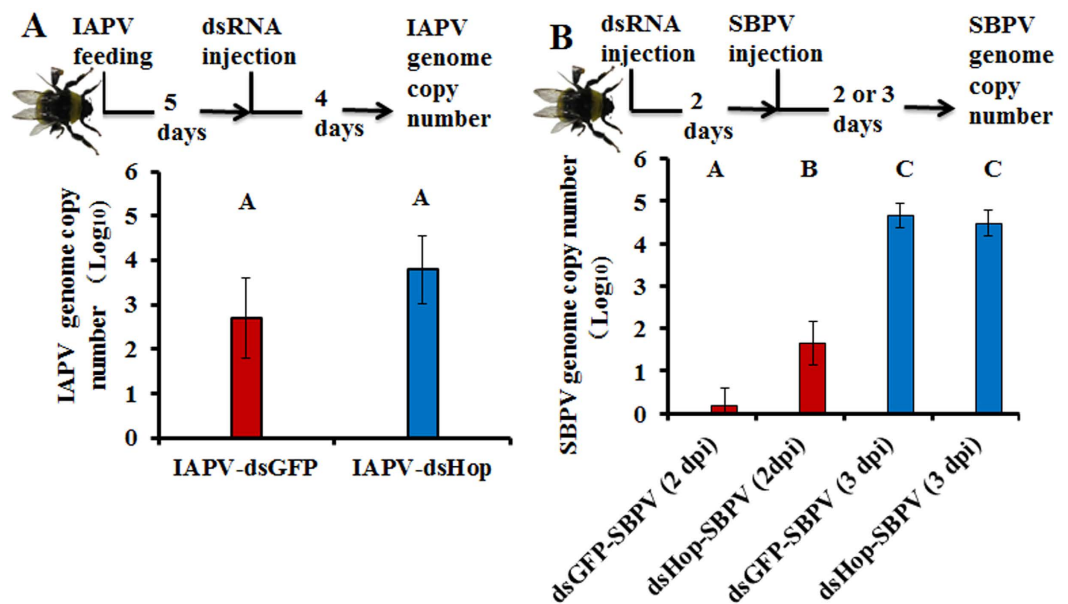 A
IAPV
feeding
dsRNA
injection
IAPV
genome
copy
number
5
days
4
days
IAPV genome copy
number (Log10)
6
5
4
3
2
1
0
A
A
IAPV-dsGFP
IAPV-dsHop
B
dsRNA
injection
SBPV
injection
SBPV
genome
copy
number
2
days
2 or 3
days
SBPV genome copy number
(Log10)
6
5
4
3
2
1
0
A
B
C
C
dsGFP-SBPV (2 dpi)
dsHop-SBPV (2dpi)
dsGFP-SBPV (3 dpi)
dsHop-SBPV (3 dpi)